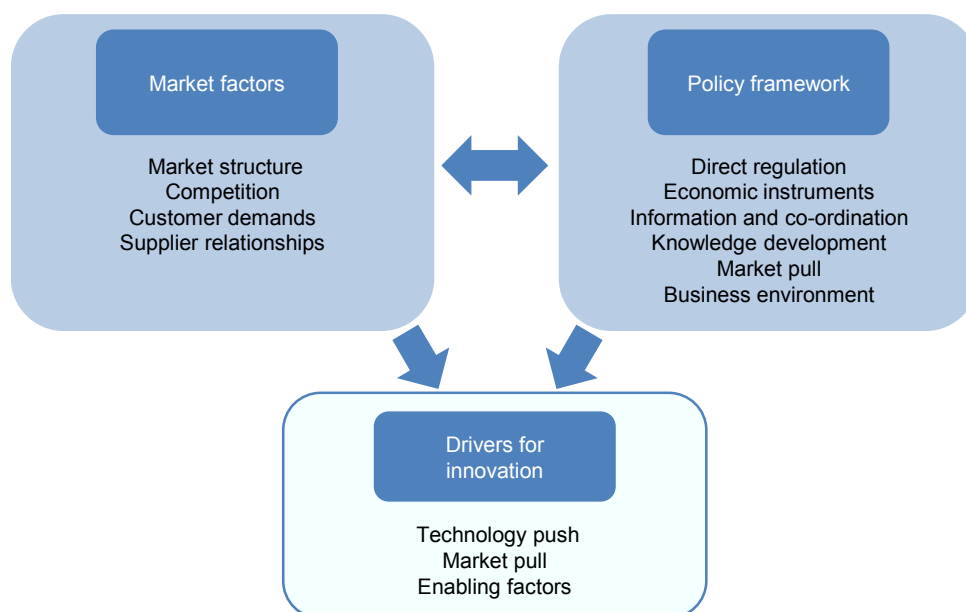 Market factors
Market structure
Competition
Customer demands
Supplier relationships
Policy framework
Direct regulation
Economic instruments
Information and co-ordination
Knowledge development
Market pull
Business environment
Drivers for
innovation
Technology push
Market pull
Enabling factors